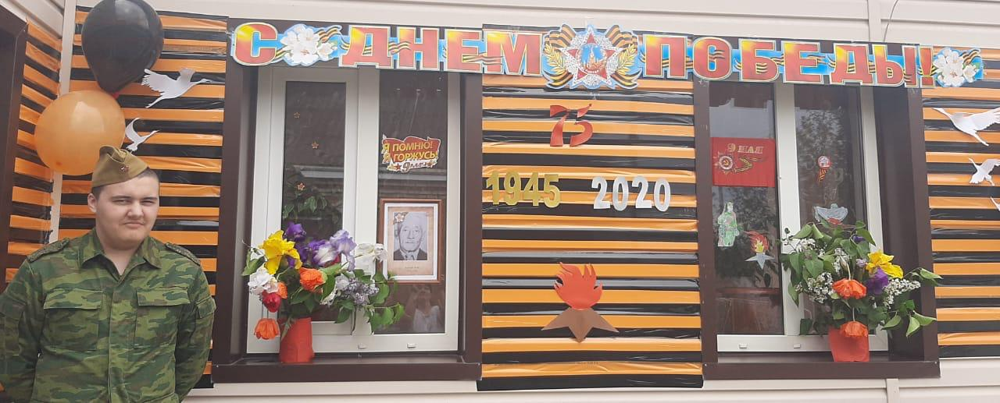 С ДНЕМ ПОБЕДЫ!
75
1945 2020
Я ПОМНЮ!
Я ГОРЖУСЬ!
9 МАЯ